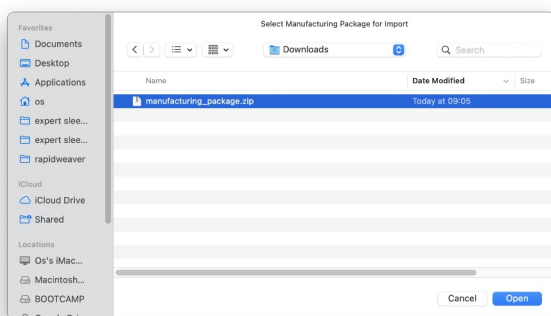 Select Manufacturing Package for Import
Favorites
Documents
Desktop
Applications
os
expert slee...
expert slee...
rapidweaver
iCloud
iCloud Drive
Shared
Locations
Os's iMac...
Macintosh...
BOOTCAMP
Downloads
Search
Name
Date Modified
Size
manufacturing_package.zip
Today at 09:05
Cancel
Open